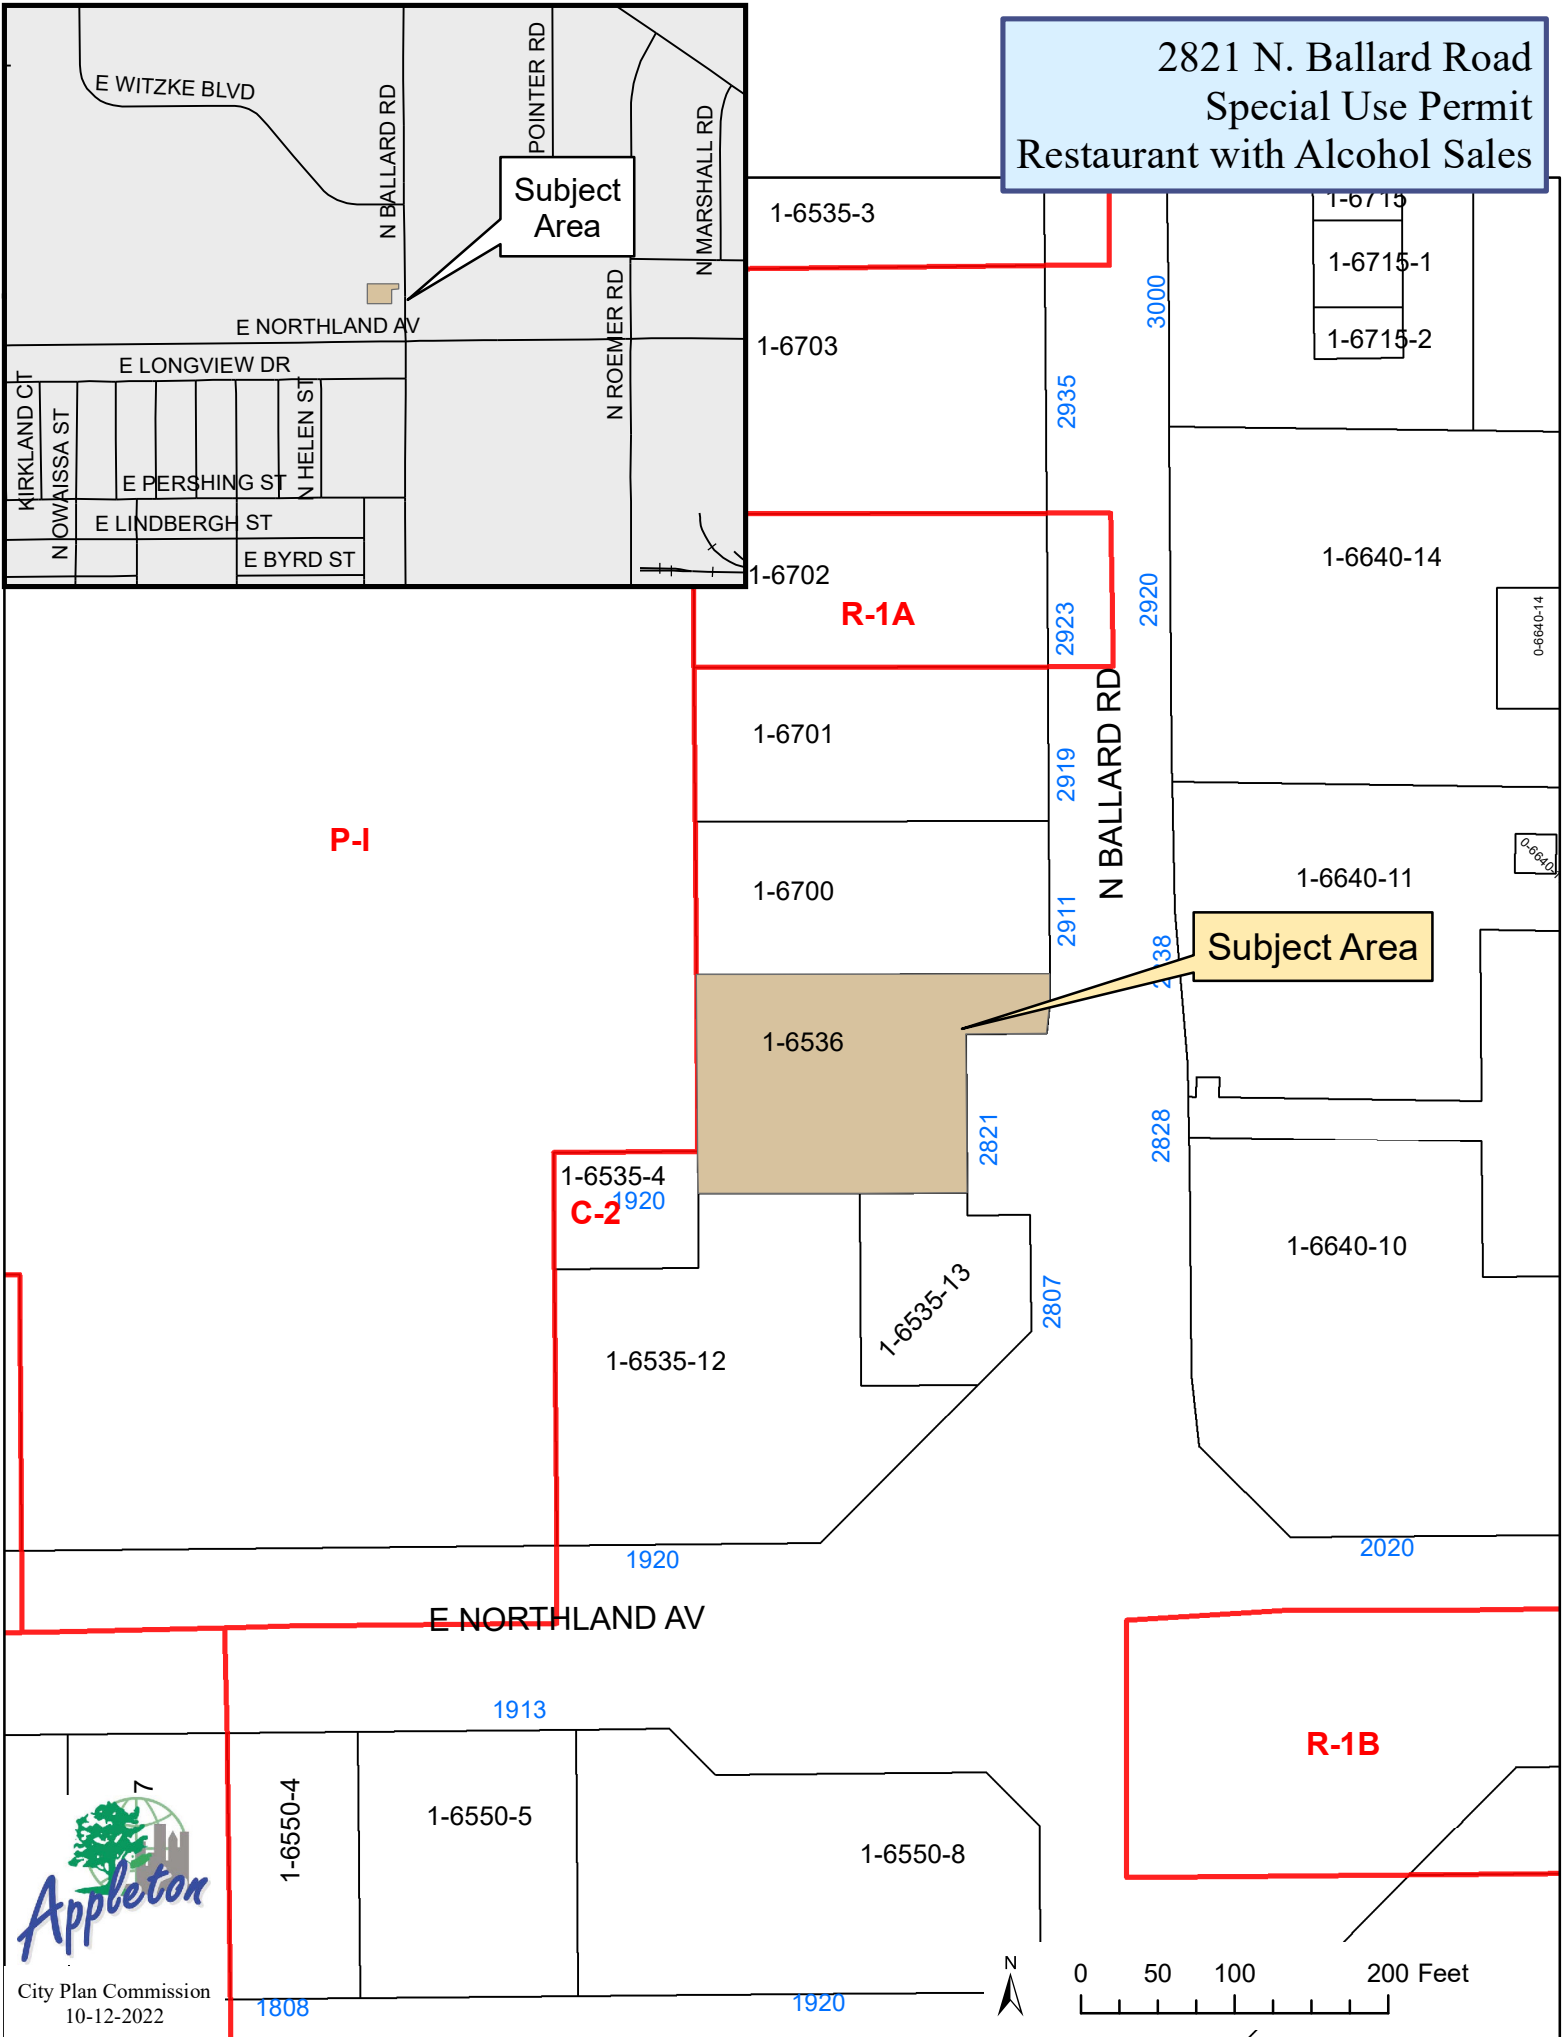 2821 N. Ballard Road
Special Use Permit
Restaurant with Alcohol Sales
E WITZKE BLVD
N BALLARD RD
POINTER RD
N MARSHALL RD
Subject
Area
N ROEMER RD
E NORTHLAND AV
E LONGVIEW DR
KIRKLAND CT
N OWAISSA ST
N HELEN ST
E PERSHING ST
E LINDBERGH ST
E BYRD ST
1-6535-3
1-6715
1-6715-1
1-6715-2
3000
1-6703
2935
1-6702
R-1A
2923
2920
1-6640-14
0-6640-14
N BALLARD RD
1-6701
2919
P-I
1-6700
2911
1-6640-11
Subject Area
1-6536
2821
2828
1-6535-4
1920
C-2
1-6640-10
1-6535-13
2807
1-6535-12
1920
2020
E NORTHLAND AV
1913
R-1B
7
1-6550-4
1-6550-5
1-6550-8
Appleton
City Plan Commission
10-12-2022
1808
1920
N
0 50 100 200 Feet